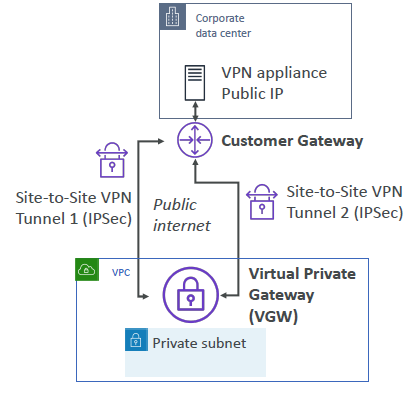 Corporate
data center
VPN appliance
Public IP
Customer Gateway
Site-to-Site VPN
Tunnel 1 (IPSec)
Public
internet
Site-to-Site VPN
Tunnel 2 (IPSec)
VPC
Virtual Private
Gateway
(VGW)
Private subnet